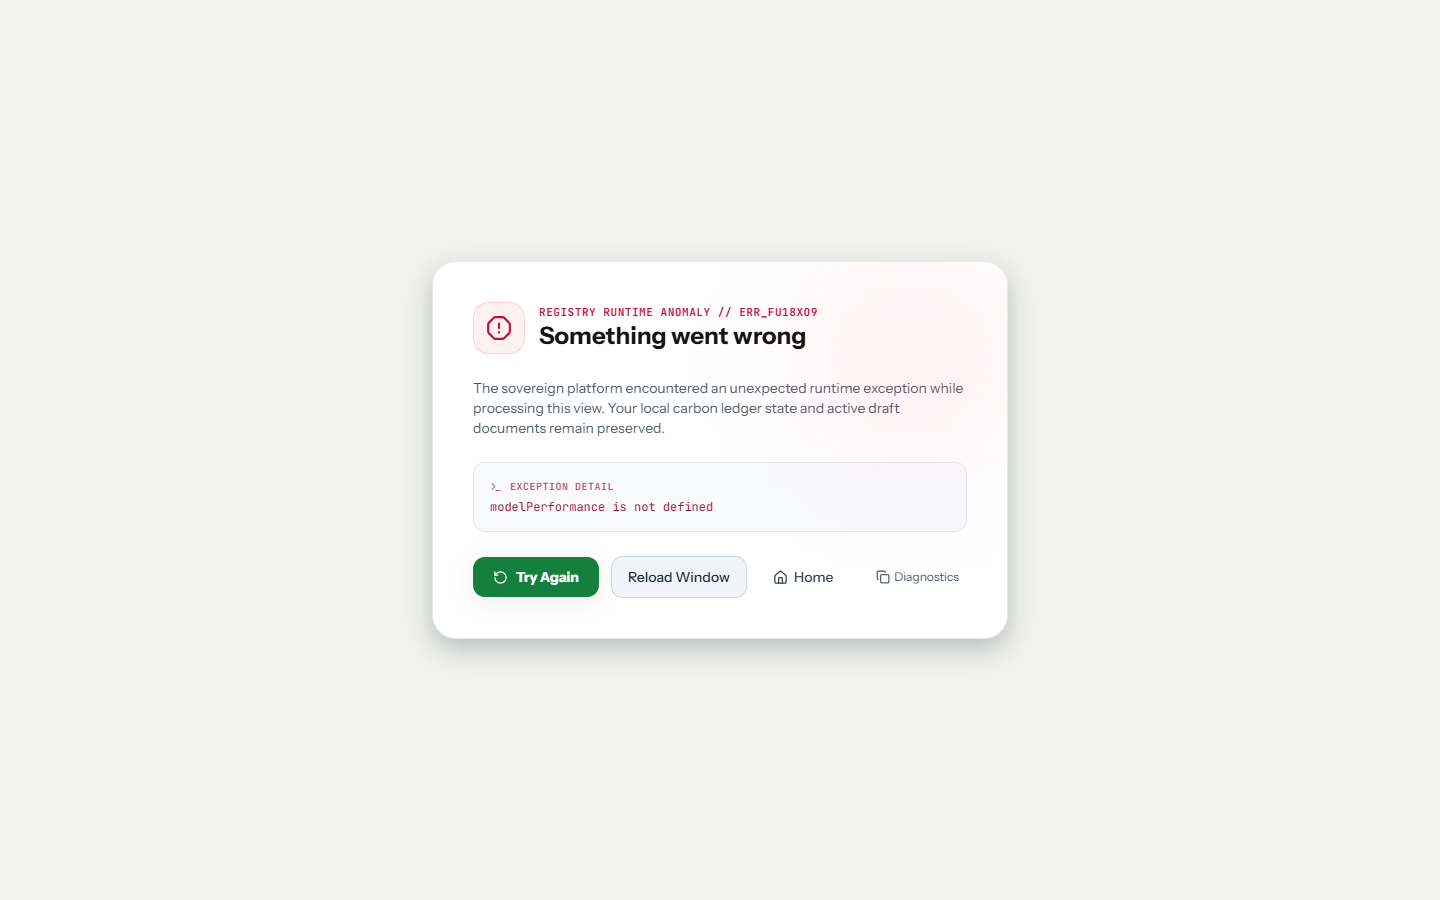 REGISTRY RUNTIME ANOMALY // ERR_FU18XO9
Something went wrong
The sovereign platform encountered an unexpected runtime exception while
processing this view. Your local carbon ledger state and active draft
documents remain preserved.
EXCEPTION DETAIL
modelPerformance is not defined
Try Again
Reload Window
Home
Diagnostics